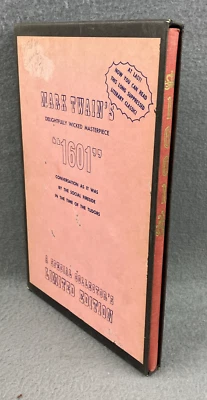 AT LAST!
NOW YOU CAN READ
THIS LONG SUPPRESSED
LITERARY CLASSIC!
MARK TWAIN'S
DELIGHTFULLY WICKED MASTERPIECE
"1601"
CONVERSATION AS IT WAS
BY THE SOCIAL FIRESIDE
IN THE TIME OF THE TUDORS
A SPECIAL COLLECTOR'S
LIMITED EDITION